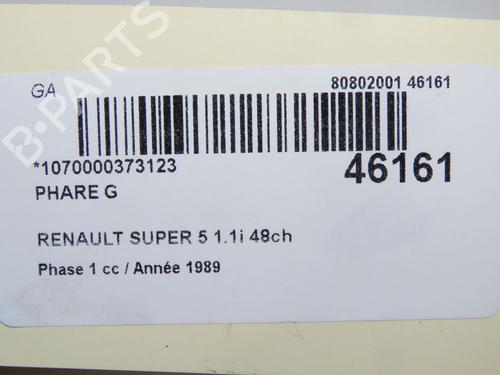 GA
80802001 46161
*1070000373123
46161
PHARE G
RENAULT SUPER 5 1.1i 48ch
Phase 1 cc / Année 1989
B-PARTS